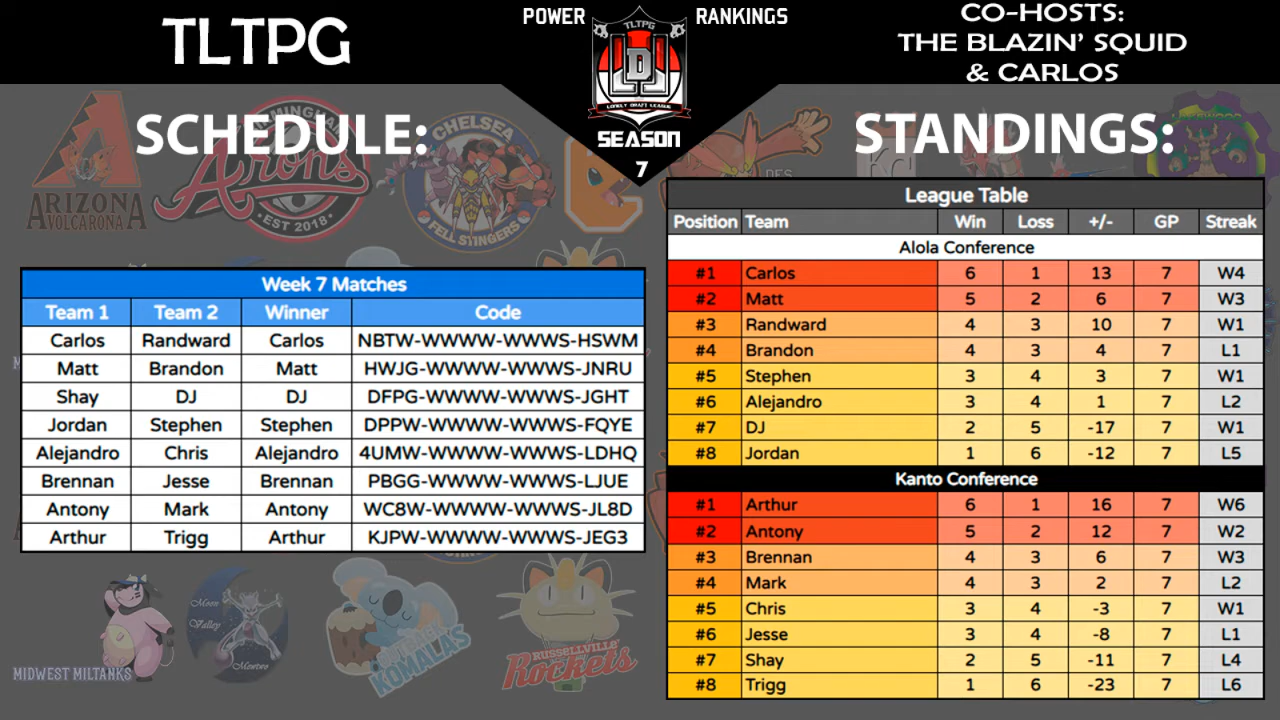 TLTPG
POWER RANKINGS
TLTPG
LDL
LONELY DRAFT LEAGUE
SEASON
7
CO-HOSTS:
THE BLAZIN' SQUID
& CARLOS
SCHEDULE:
STANDINGS:
ARIZONA
VOLCARONA
BIRMINGHAM
Arons
• EST 2018 •
CHELSEA
FELL STINGERS
Week 7 Matches
Team 1 Team 2 Winner Code
Carlos Randward Carlos NBTW-WWWW-WWWS-HSWM
Matt Brandon Matt HWJG-WWWW-WWWS-JNRU
Shay DJ DJ DFPG-WWWW-WWWS-JGHT
Jordan Stephen Stephen DPPW-WWWW-WWWS-FQYE
Alejandro Chris Alejandro 4UMW-WWWW-WWWS-LDHQ
Brennan Jesse Brennan PBGG-WWWW-WWWS-LJUE
Antony Mark Antony WC8W-WWWW-WWWS-JL8D
Arthur Trigg Arthur KJPW-WWWW-WWWS-JEG3
League Table
Position Team Win Loss +/- GP Streak
Alola Conference
#1 Carlos 6 1 13 7 W4
#2 Matt 5 2 6 7 W3
#3 Randward 4 3 10 7 W1
#4 Brandon 4 3 4 7 L1
#5 Stephen 3 4 3 7 W1
#6 Alejandro 3 4 1 7 L2
#7 DJ 2 5 -17 7 W1
#8 Jordan 1 6 -12 7 L5
Kanto Conference
#1 Arthur 6 1 16 7 W6
#2 Antony 5 2 12 7 W2
#3 Brennan 4 3 6 7 W3
#4 Mark 4 3 2 7 L2
#5 Chris 3 4 -3 7 W1
#6 Jesse 3 4 -8 7 L1
#7 Shay 2 5 -11 7 L4
#8 Trigg 1 6 -23 7 L6
MIDWEST MILTANKS
Moon
Valley
Mewtwo
KOMALAS
RUSSELLVILLE
Rockets